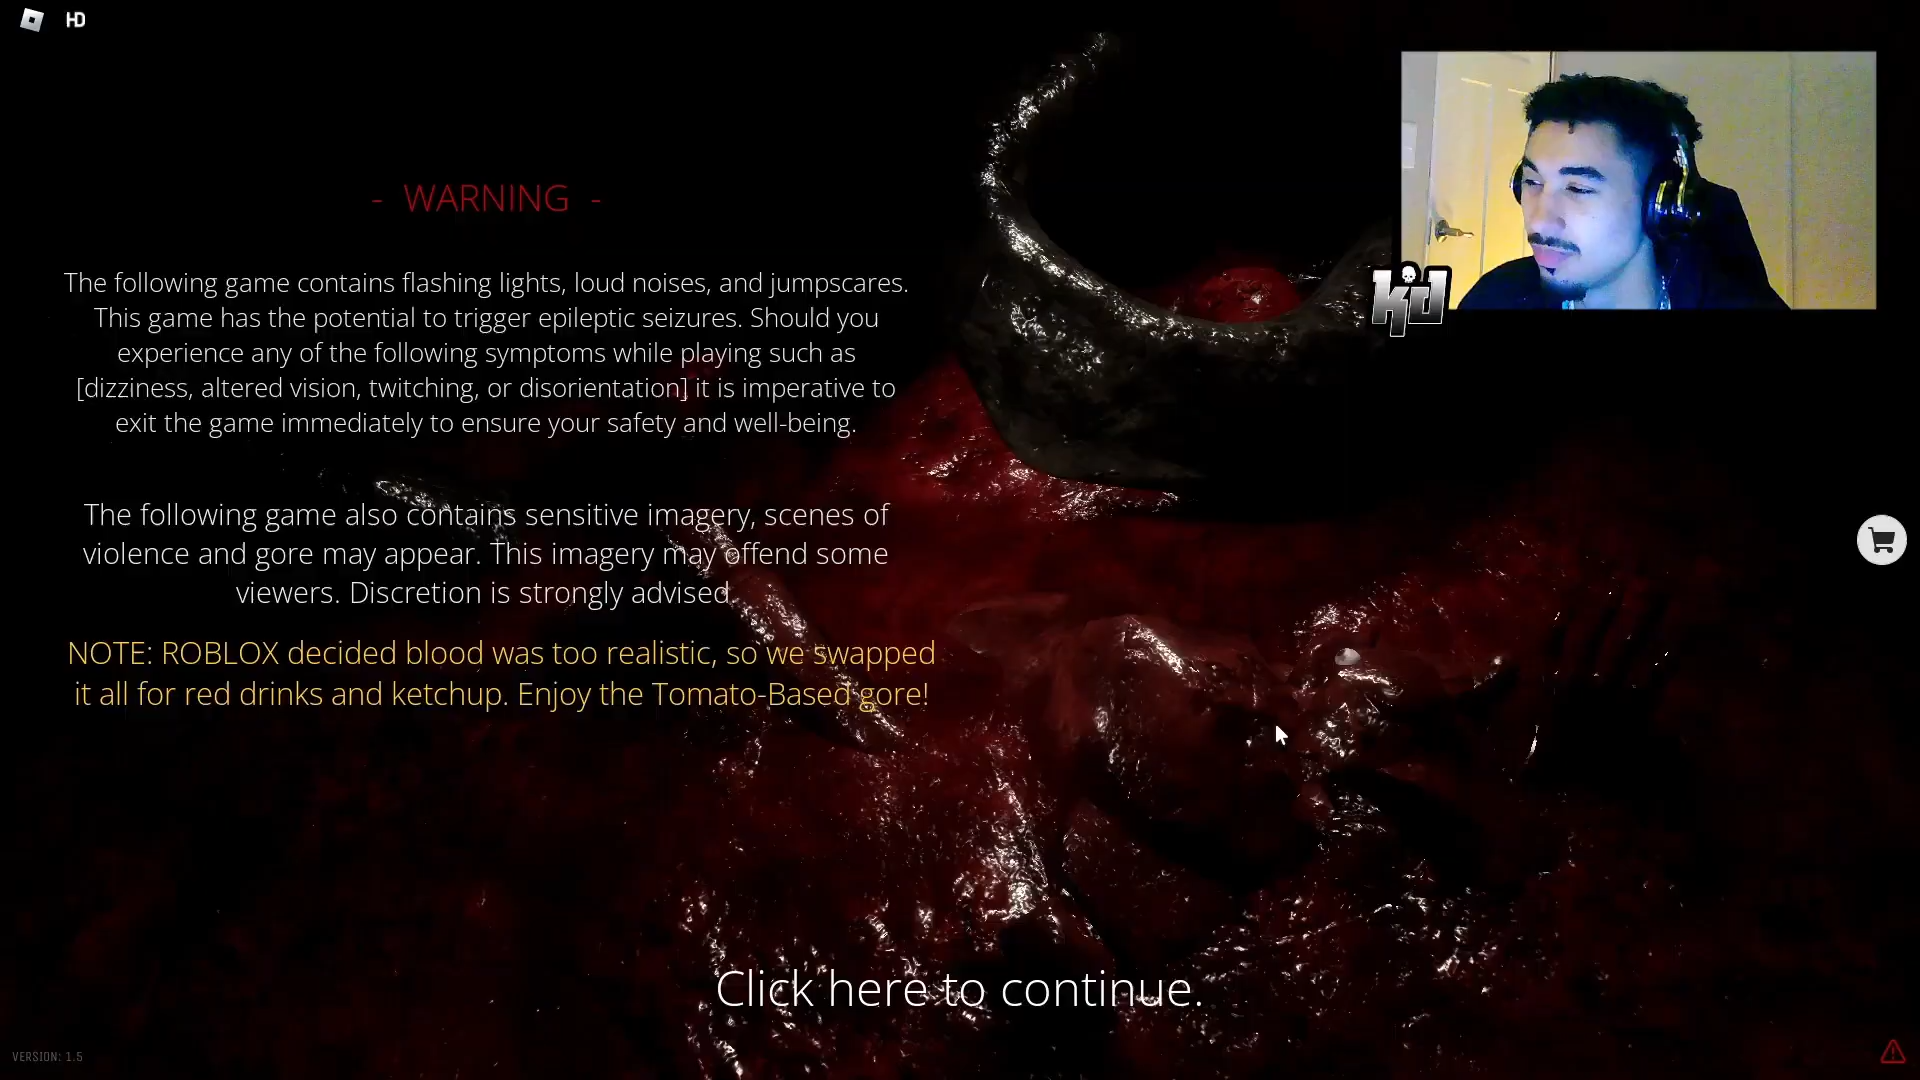 HD
- WARNING -
The following game contains flashing lights, loud noises, and jumpscares.
This game has the potential to trigger epileptic seizures. Should you
experience any of the following symptoms while playing such as
[dizziness, altered vision, twitching, or disorientation] it is imperative to
exit the game immediately to ensure your safety and well-being.
The following game also contains sensitive imagery, scenes of
violence and gore may appear. This imagery may offend some
viewers. Discretion is strongly advised.
NOTE: ROBLOX decided blood was too realistic, so we swapped
it all for red drinks and ketchup. Enjoy the Tomato-Based gore!
Click here to continue.
VERSION: 1.5
kid